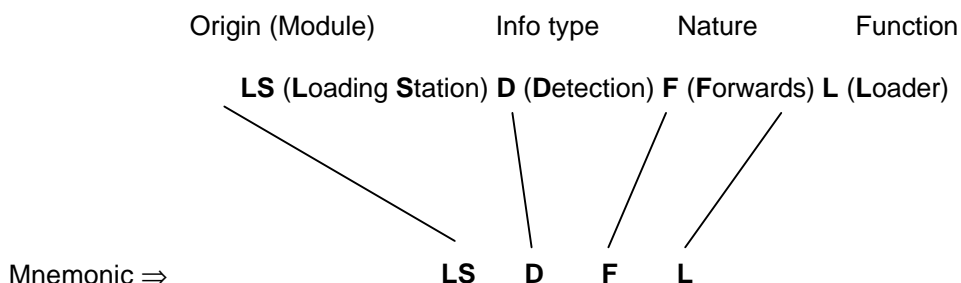 Origin (Module) Info type Nature Function
LS (Loading Station) D (Detection) F (Forwards) L (Loader)
Mnemonic ⇒ LS D F L